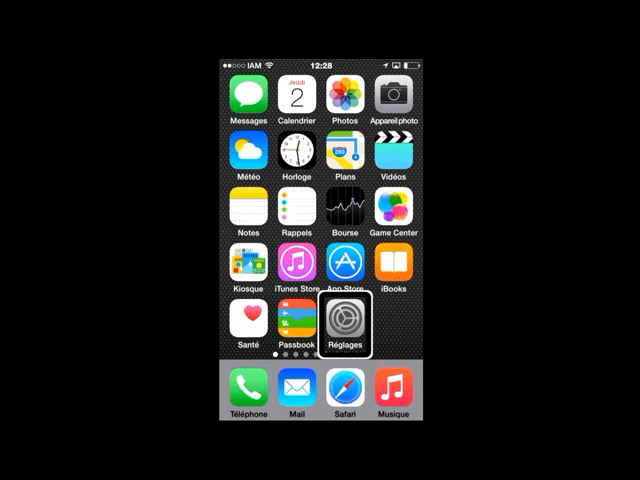 IAM 12:28
Jeudi
2
Messages Calendrier Photos Appareil photo
280
Météo Horloge Plans Vidéos
Notes Rappels Bourse Game Center
Kiosque iTunes Store App Store iBooks
Santé Passbook Réglages
Téléphone Mail Safari Musique